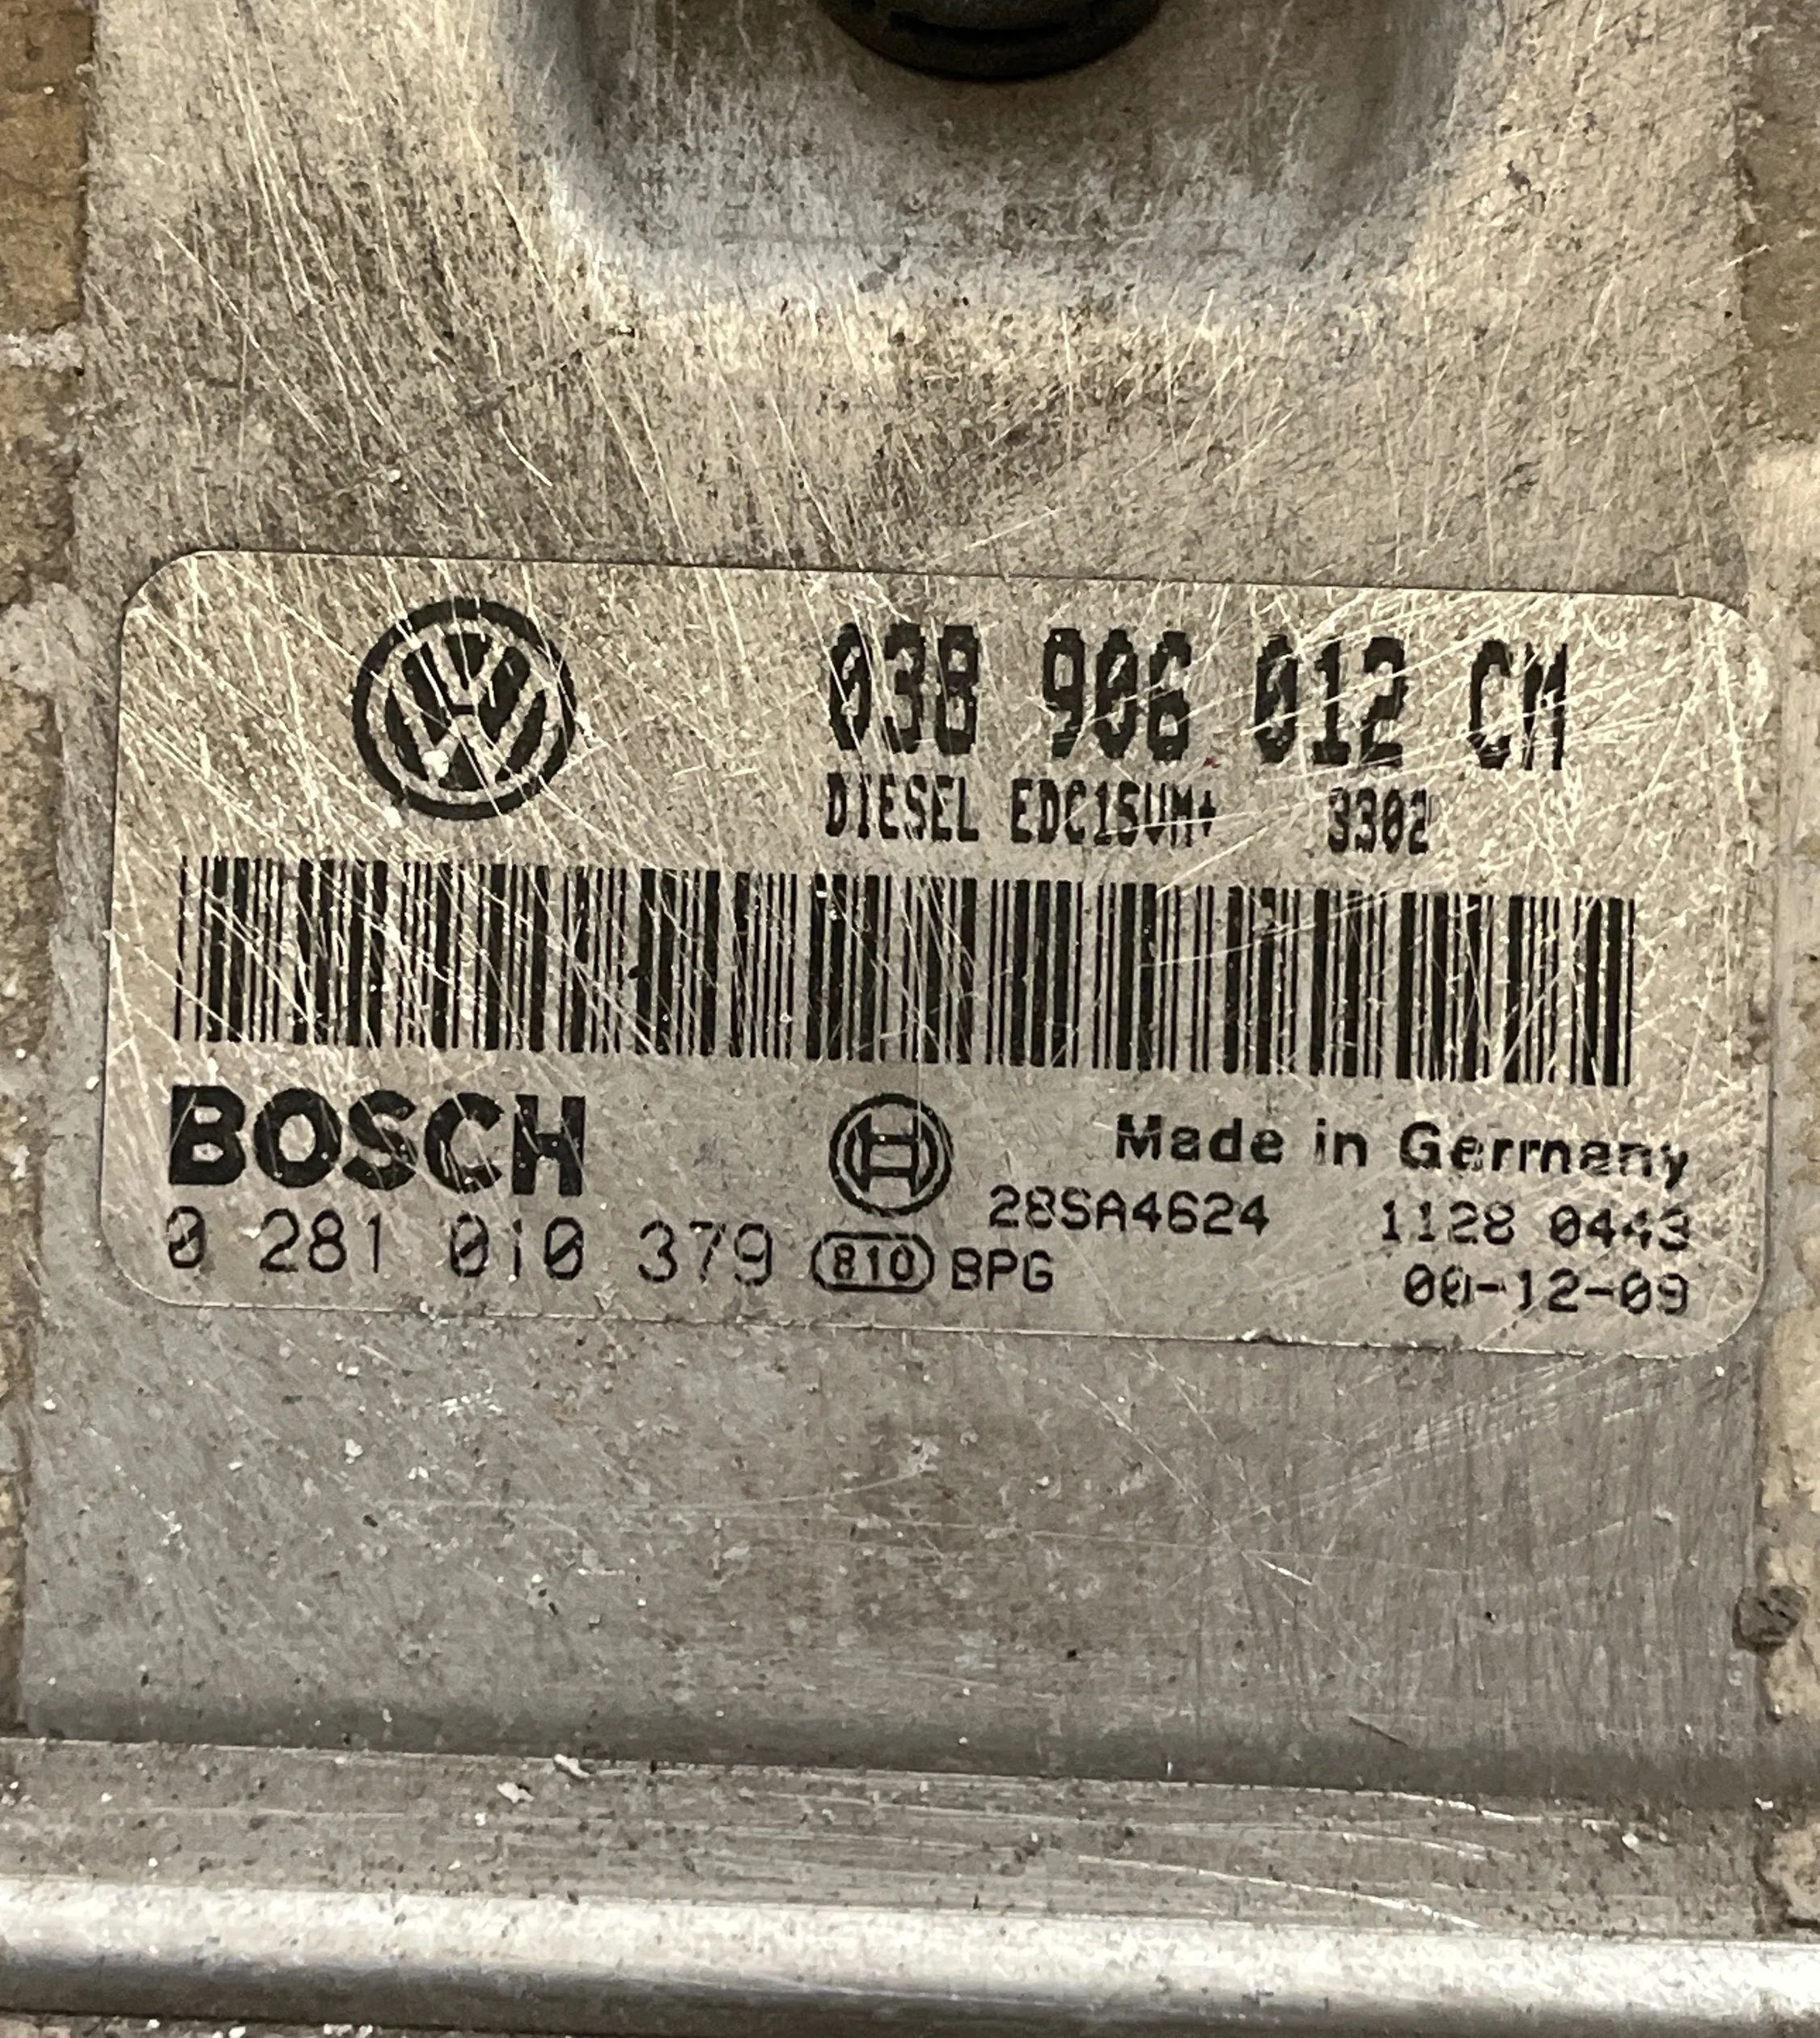 038 906 012 CM
DIESEL EDC15VM+ 3302
BOSCH
Made in Germany
28SA4624 1128 0443
0 281 010 379 810 BPG
00-12-09